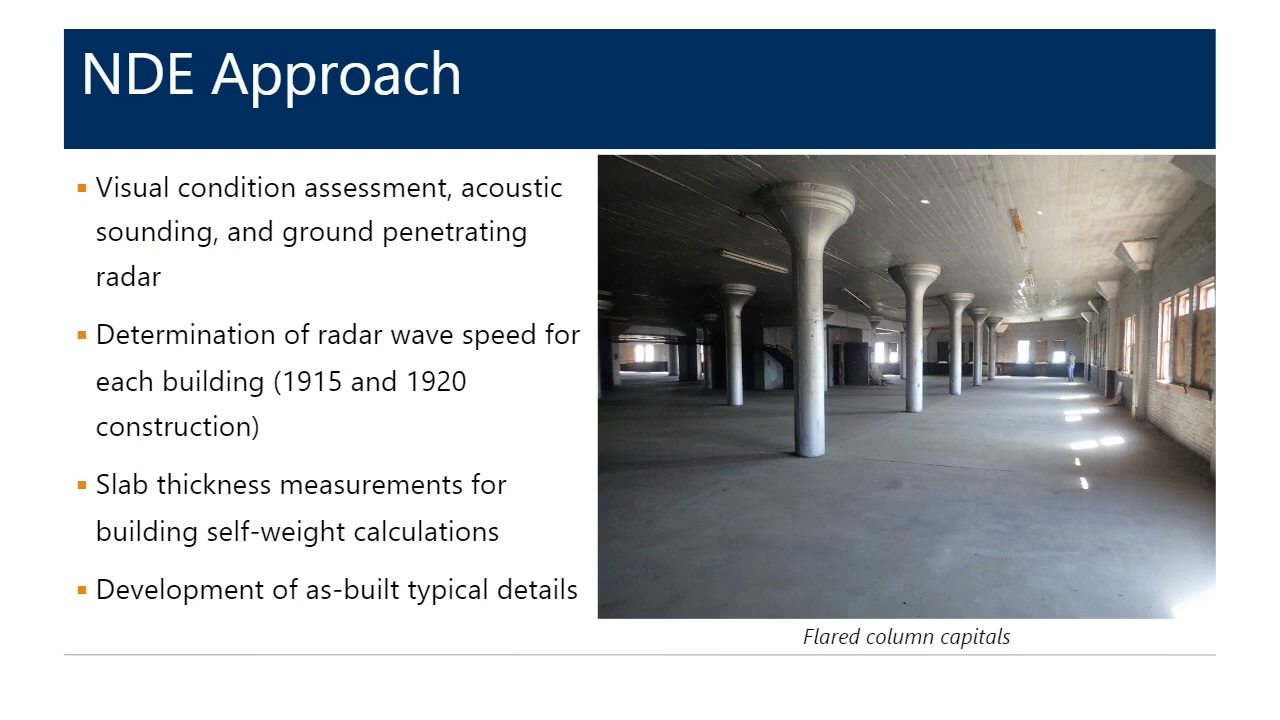 NDE Approach
Visual condition assessment, acoustic
sounding, and ground penetrating
radar
Determination of radar wave speed for
each building (1915 and 1920
construction)
Slab thickness measurements for
building self-weight calculations
Development of as-built typical details
Flared column capitals